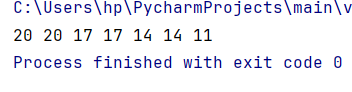 C:\Users\hp\PycharmProjects\main\v
20 20 17 17 14 14 11
Process finished with exit code 0